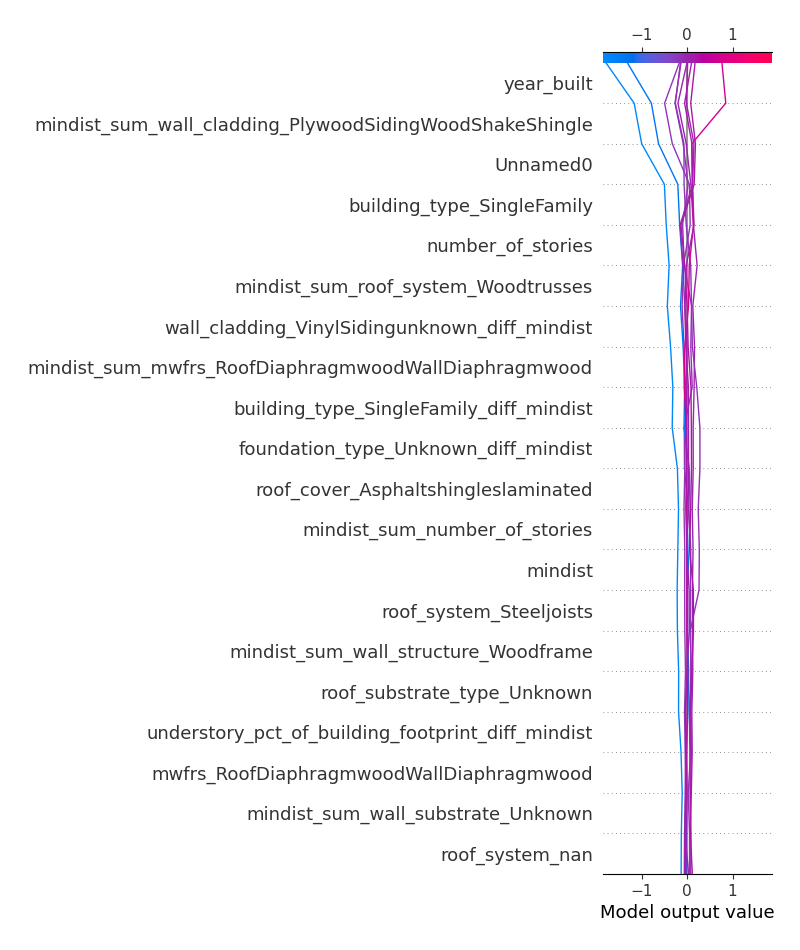 −1 0 1
year_built
mindist_sum_wall_cladding_PlywoodSidingWoodShakeShingle
Unnamed0
building_type_SingleFamily
number_of_stories
mindist_sum_roof_system_Woodtrusses
wall_cladding_VinylSidingunknown_diff_mindist
mindist_sum_mwfrs_RoofDiaphragmwoodWallDiaphragmwood
building_type_SingleFamily_diff_mindist
foundation_type_Unknown_diff_mindist
roof_cover_Asphaltshingleslaminated
mindist_sum_number_of_stories
mindist
roof_system_Steeljoists
mindist_sum_wall_structure_Woodframe
roof_substrate_type_Unknown
understory_pct_of_building_footprint_diff_mindist
mwfrs_RoofDiaphragmwoodWallDiaphragmwood
mindist_sum_wall_substrate_Unknown
roof_system_nan
−1 0 1
Model output value